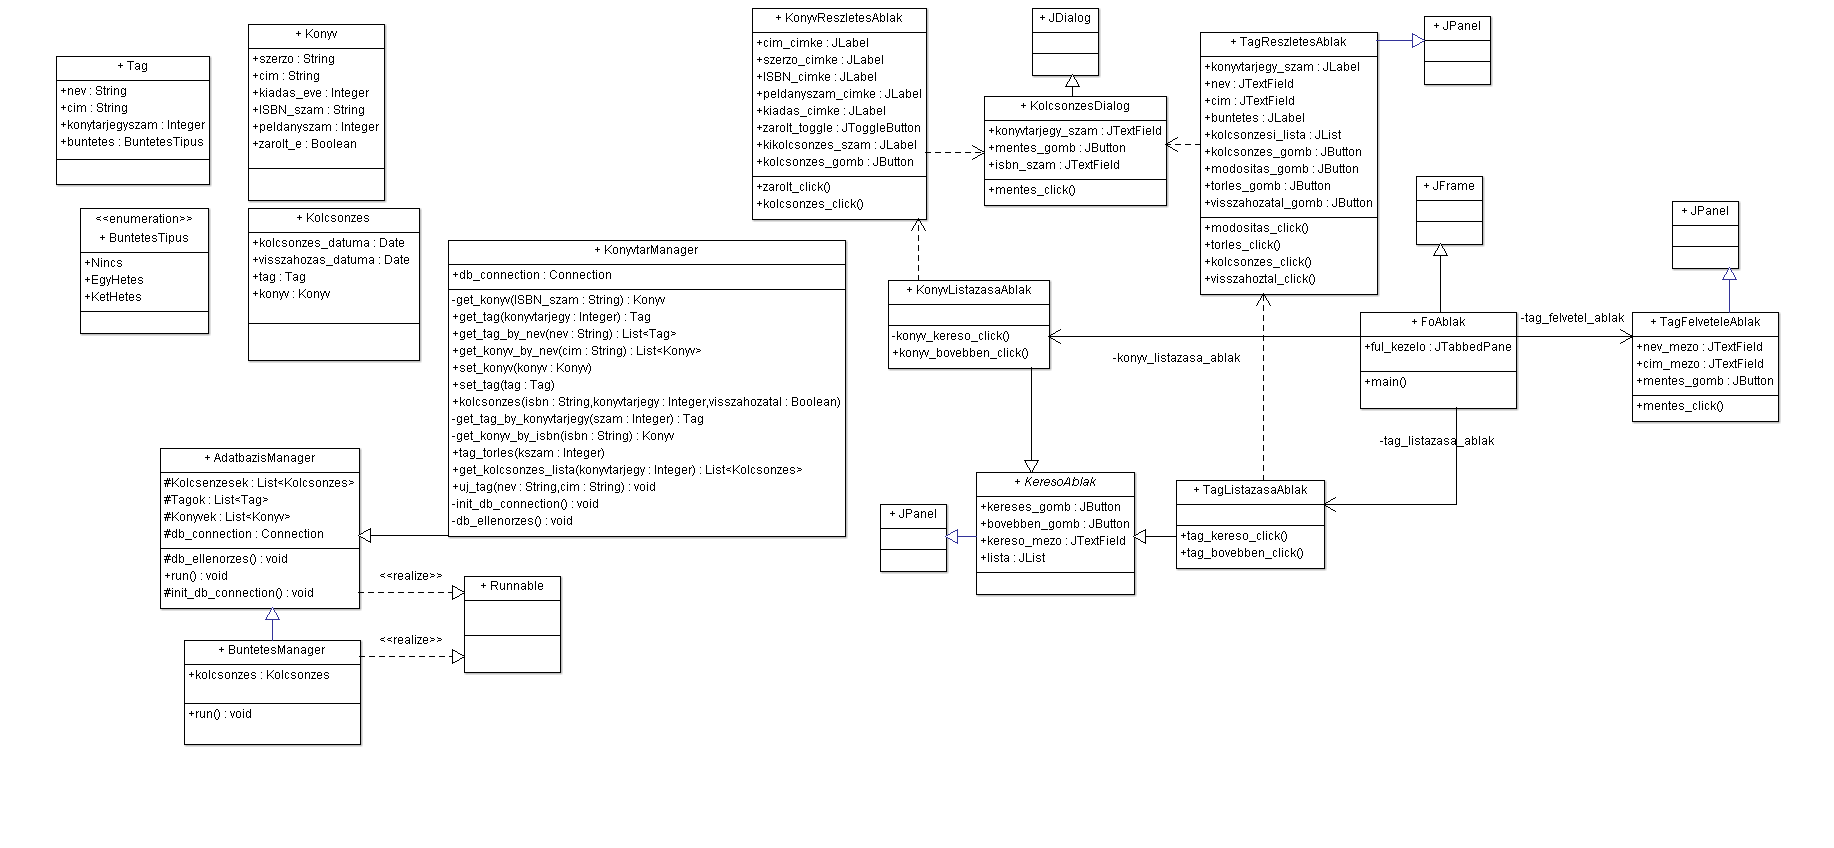 + Tag
+nev : String
+cim : String
+konytarjegyszam : Integer
+buntetes : BuntetesTipus
+ Konyv
+szerzo : String
+cim : String
+kiadas_eve : Integer
+ISBN_szam : String
+peldanyszam : Integer
+zarolt_e : Boolean
<<enumeration>>
+ BuntetesTipus
+Nincs
+EgyHetes
+KetHetes
+ Kolcsonzes
+kolcsonzes_datuma : Date
+visszahozas_datuma : Date
+tag : Tag
+konyv : Konyv
+ KonyvtarManager
+db_connection : Connection
-get_konyv(ISBN_szam : String) : Konyv
+get_tag(konyvtarjegy : Integer) : Tag
+get_tag_by_nev(nev : String) : List<Tag>
+get_konyv_by_nev(cim : String) : List<Konyv>
+set_konyv(konyv : Konyv)
+set_tag(tag : Tag)
+kolcsonzes(isbn : String,konyvtarjegy : Integer,visszahozatal : Boolean)
-get_tag_by_konyvtarjegy(szam : Integer) : Tag
-get_konyv_by_isbn(isbn : String) : Konyv
+tag_torles(kszam : Integer)
+get_kolcsonzes_lista(konyvtarjegy : Integer) : List<Kolcsonzes>
+uj_tag(nev : String,cim : String) : void
-init_db_connection() : void
-db_ellenorzes() : void
+ AdatbazisManager
#Kolcsenzesek : List<Kolcsonzes>
#Tagok : List<Tag>
#Konyvek : List<Konyv>
#db_connection : Connection
#db_ellenorzes() : void
+run() : void
#init_db_connection() : void
<<realize>>
+ Runnable
<<realize>>
+ BuntetesManager
+kolcsonzes : Kolcsonzes
+run() : void
+ KonyvReszletesAblak
+cim_cimke : JLabel
+szerzo_cimke : JLabel
+ISBN_cimke : JLabel
+peldanyszam_cimke : JLabel
+kiadas_cimke : JLabel
+zarolt_toggle : JToggleButton
+kikolcsonzes_szam : JLabel
+kolcsonzes_gomb : JButton
+zarolt_click()
+kolcsonzes_click()
+ JDialog
+ KolcsonzesDialog
+konyvtarjegy_szam : JTextField
+mentes_gomb : JButton
+isbn_szam : JTextField
+mentes_click()
+ TagReszletesAblak
+konyvtarjegy_szam : JLabel
+nev : JTextField
+cim : JTextField
+buntetes : JLabel
+kolcsonzesi_lista : JList
+kolcsonzes_gomb : JButton
+modositas_gomb : JButton
+torles_gomb : JButton
+visszahozatal_gomb : JButton
+modositas_click()
+torles_click()
+kolcsonzes_click()
+visszahoztal_click()
+ JPanel
+ JFrame
+ JPanel
+ KonyvListazasaAblak
-konyv_kereso_click()
+konyv_bovebben_click()
-konyv_listazasa_ablak
+ FoAblak
+ful_kezelo : JTabbedPane
+main()
-tag_felvetel_ablak
+ TagFelveteleAblak
+nev_mezo : JTextField
+cim_mezo : JTextField
+mentes_gomb : JButton
+mentes_click()
-tag_listazasa_ablak
+ JPanel
+ KeresoAblak
+kereses_gomb : JButton
+bovebben_gomb : JButton
+kereso_mezo : JTextField
+lista : JList
+ TagListazasaAblak
+tag_kereso_click()
+tag_bovebben_click()